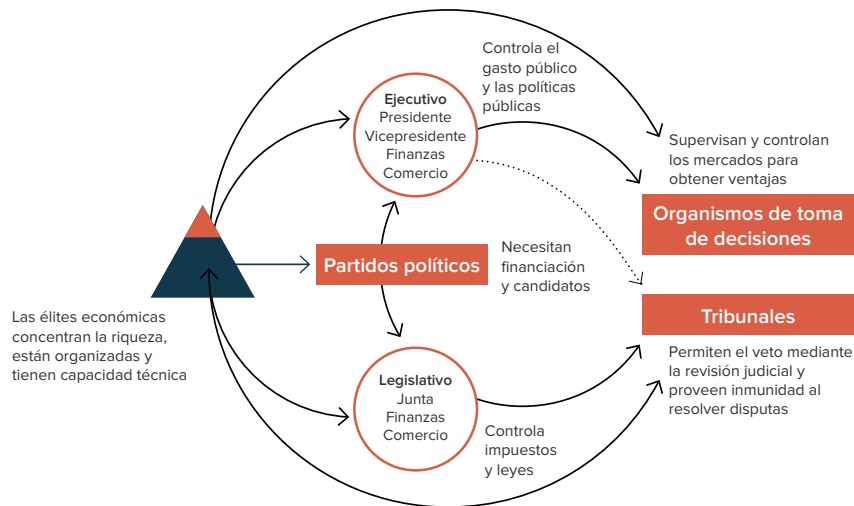 Controla el
gasto público
y las políticas
públicas
Ejecutivo
Presidente
Vicepresidente
Finanzas
Comercio
Supervisan y controlan
los mercados para
obtener ventajas
Organismos de toma
de decisiones
Partidos políticos
Necesitan
financiación
y candidatos
Las élites económicas
concentran la riqueza,
están organizadas y
tienen capacidad técnica
Tribunales
Permiten el veto mediante
la revisión judicial y
proveen inmunidad al
resolver disputas
Legislativo
Junta
Finanzas
Comercio
Controla
impuestos
y leyes